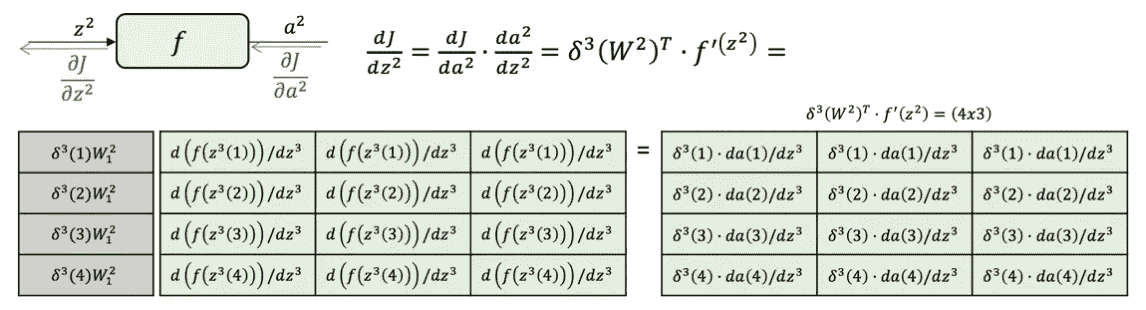 z² f a²
∂J/∂z² ∂J/∂a²
dJ/dz² = dJ/da² · da²/dz² = δ³(W²)ᵀ · f′⁽ᶻ²⁾ =
δ³(W²)ᵀ · f′(z²) = (4x3)
δ³(1)W₁² d(f(z³(1)))/dz³ d(f(z³(1)))/dz³ d(f(z³(1)))/dz³ = δ³(1) · da(1)/dz³ δ³(1) · da(1)/dz³ δ³(1) · da(1)/dz³
δ³(2)W₁² d(f(z³(2)))/dz³ d(f(z³(2)))/dz³ d(f(z³(2)))/dz³ δ³(2) · da(2)/dz³ δ³(2) · da(2)/dz³ δ³(2) · da(2)/dz³
δ³(3)W₁² d(f(z³(3)))/dz³ d(f(z³(3)))/dz³ d(f(z³(3)))/dz³ δ³(3) · da(3)/dz³ δ³(3) · da(3)/dz³ δ³(3) · da(3)/dz³
δ³(4)W₁² d(f(z³(4)))/dz³ d(f(z³(4)))/dz³ d(f(z³(4)))/dz³ δ³(4) · da(4)/dz³ δ³(4) · da(4)/dz³ δ³(4) · da(4)/dz³